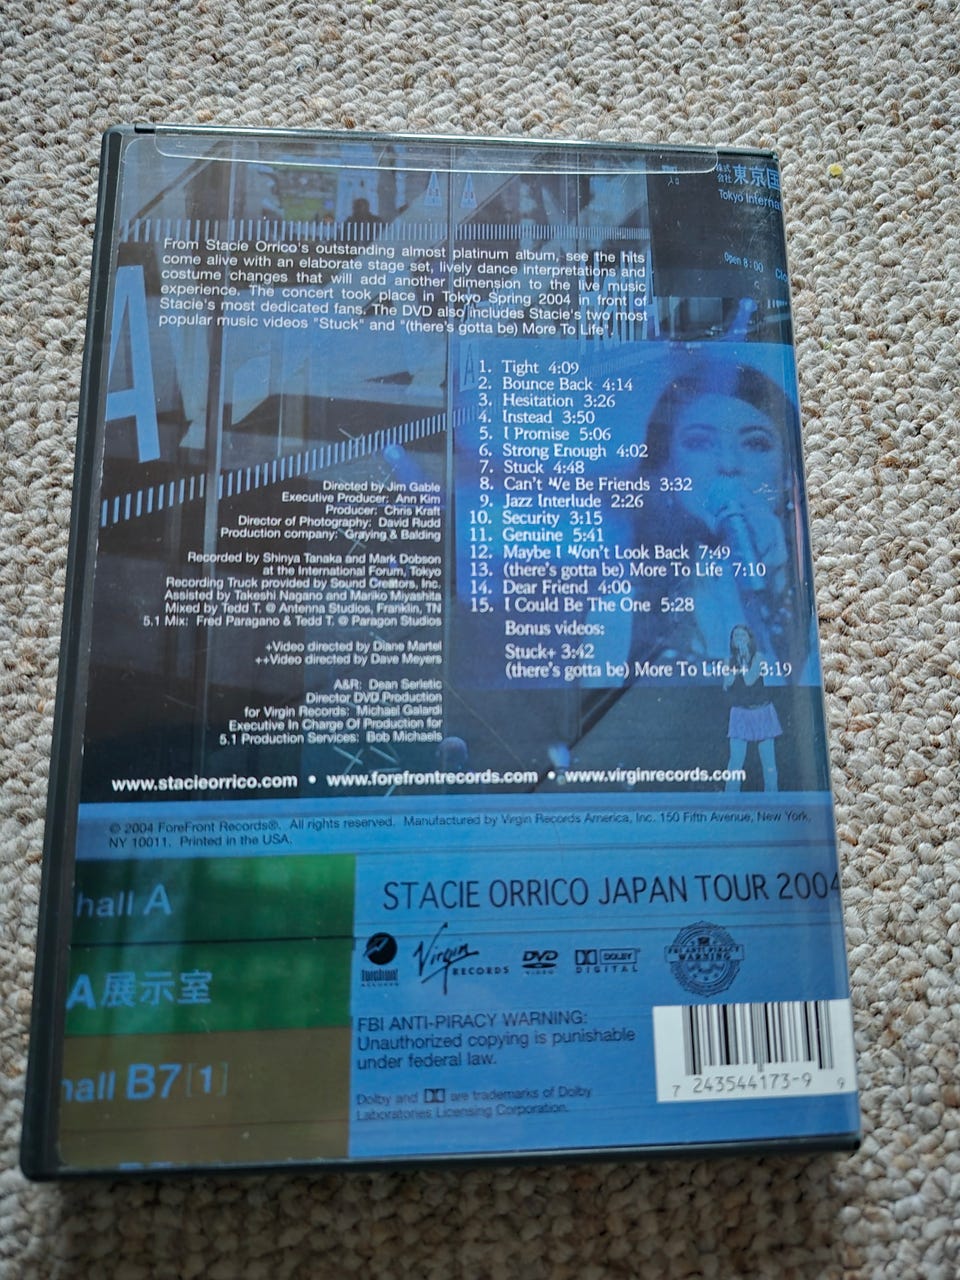 株式会社 東京国
入口
Tokyo Interna
Open 8:00 Clo
From Stacie Orrico's outstanding almost platinum album, see the hits
come alive with an elaborate stage set, lively dance interpretations and
costume changes that will add another dimension to the live music
experience. The concert took place in Tokyo Spring 2004 in front of
Stacie's most dedicated fans. The DVD also includes Stacie's two most
popular music videos "Stuck" and "(there's gotta be) More To Life".
1. Tight 4:09
2. Bounce Back 4:14
3. Hesitation 3:26
4. Instead 3:50
5. I Promise 5:06
6. Strong Enough 4:02
7. Stuck 4:48
8. Can't We Be Friends 3:32
9. Jazz Interlude 2:26
10. Security 3:15
11. Genuine 5:41
12. Maybe I Won't Look Back 7:49
13. (there's gotta be) More To Life 7:10
14. Dear Friend 4:00
15. I Could Be The One 5:28
Bonus videos:
Stuck+ 3:42
(there's gotta be) More To Life++ 3:19
Directed by Jim Gable
Executive Producer: Ann Kim
Producer: Chris Kraft
Director of Photography: David Rudd
Production company: Graying & Balding
Recorded by Shinya Tanaka and Mark Dobson
at the International Forum, Tokyo
Recording Truck provided by Sound Creators, Inc.
Assisted by Takeshi Nagano and Mariko Miyashita
Mixed by Tedd T. @ Antenna Studios, Franklin, TN
5.1 Mix: Fred Paragano & Tedd T. @ Paragon Studios
+Video directed by Diane Martel
++Video directed by Dave Meyers
A&R: Dean Serletic
Director DVD Production
for Virgin Records: Michael Galardi
Executive In Charge Of Production for
5.1 Production Services: Bob Michaels
www.stacieorrico.com • www.forefrontrecords.com • www.virginrecords.com
© 2004 ForeFront Records®. All rights reserved. Manufactured by Virgin Records America, Inc. 150 Fifth Avenue, New York,
NY 10011. Printed in the USA.
hall A
STACIE ORRICO JAPAN TOUR 2004
forefront RECORDS Virgin RECORDS DVD VIDEO DOLBY DIGITAL FBI ANTI-PIRACY WARNING
A展示室
FBI ANTI-PIRACY WARNING:
Unauthorized copying is punishable
under federal law.
hall B7[1]
7 24354 4173-9 9
Dolby and are trademarks of Dolby
Laboratories Licensing Corporation.